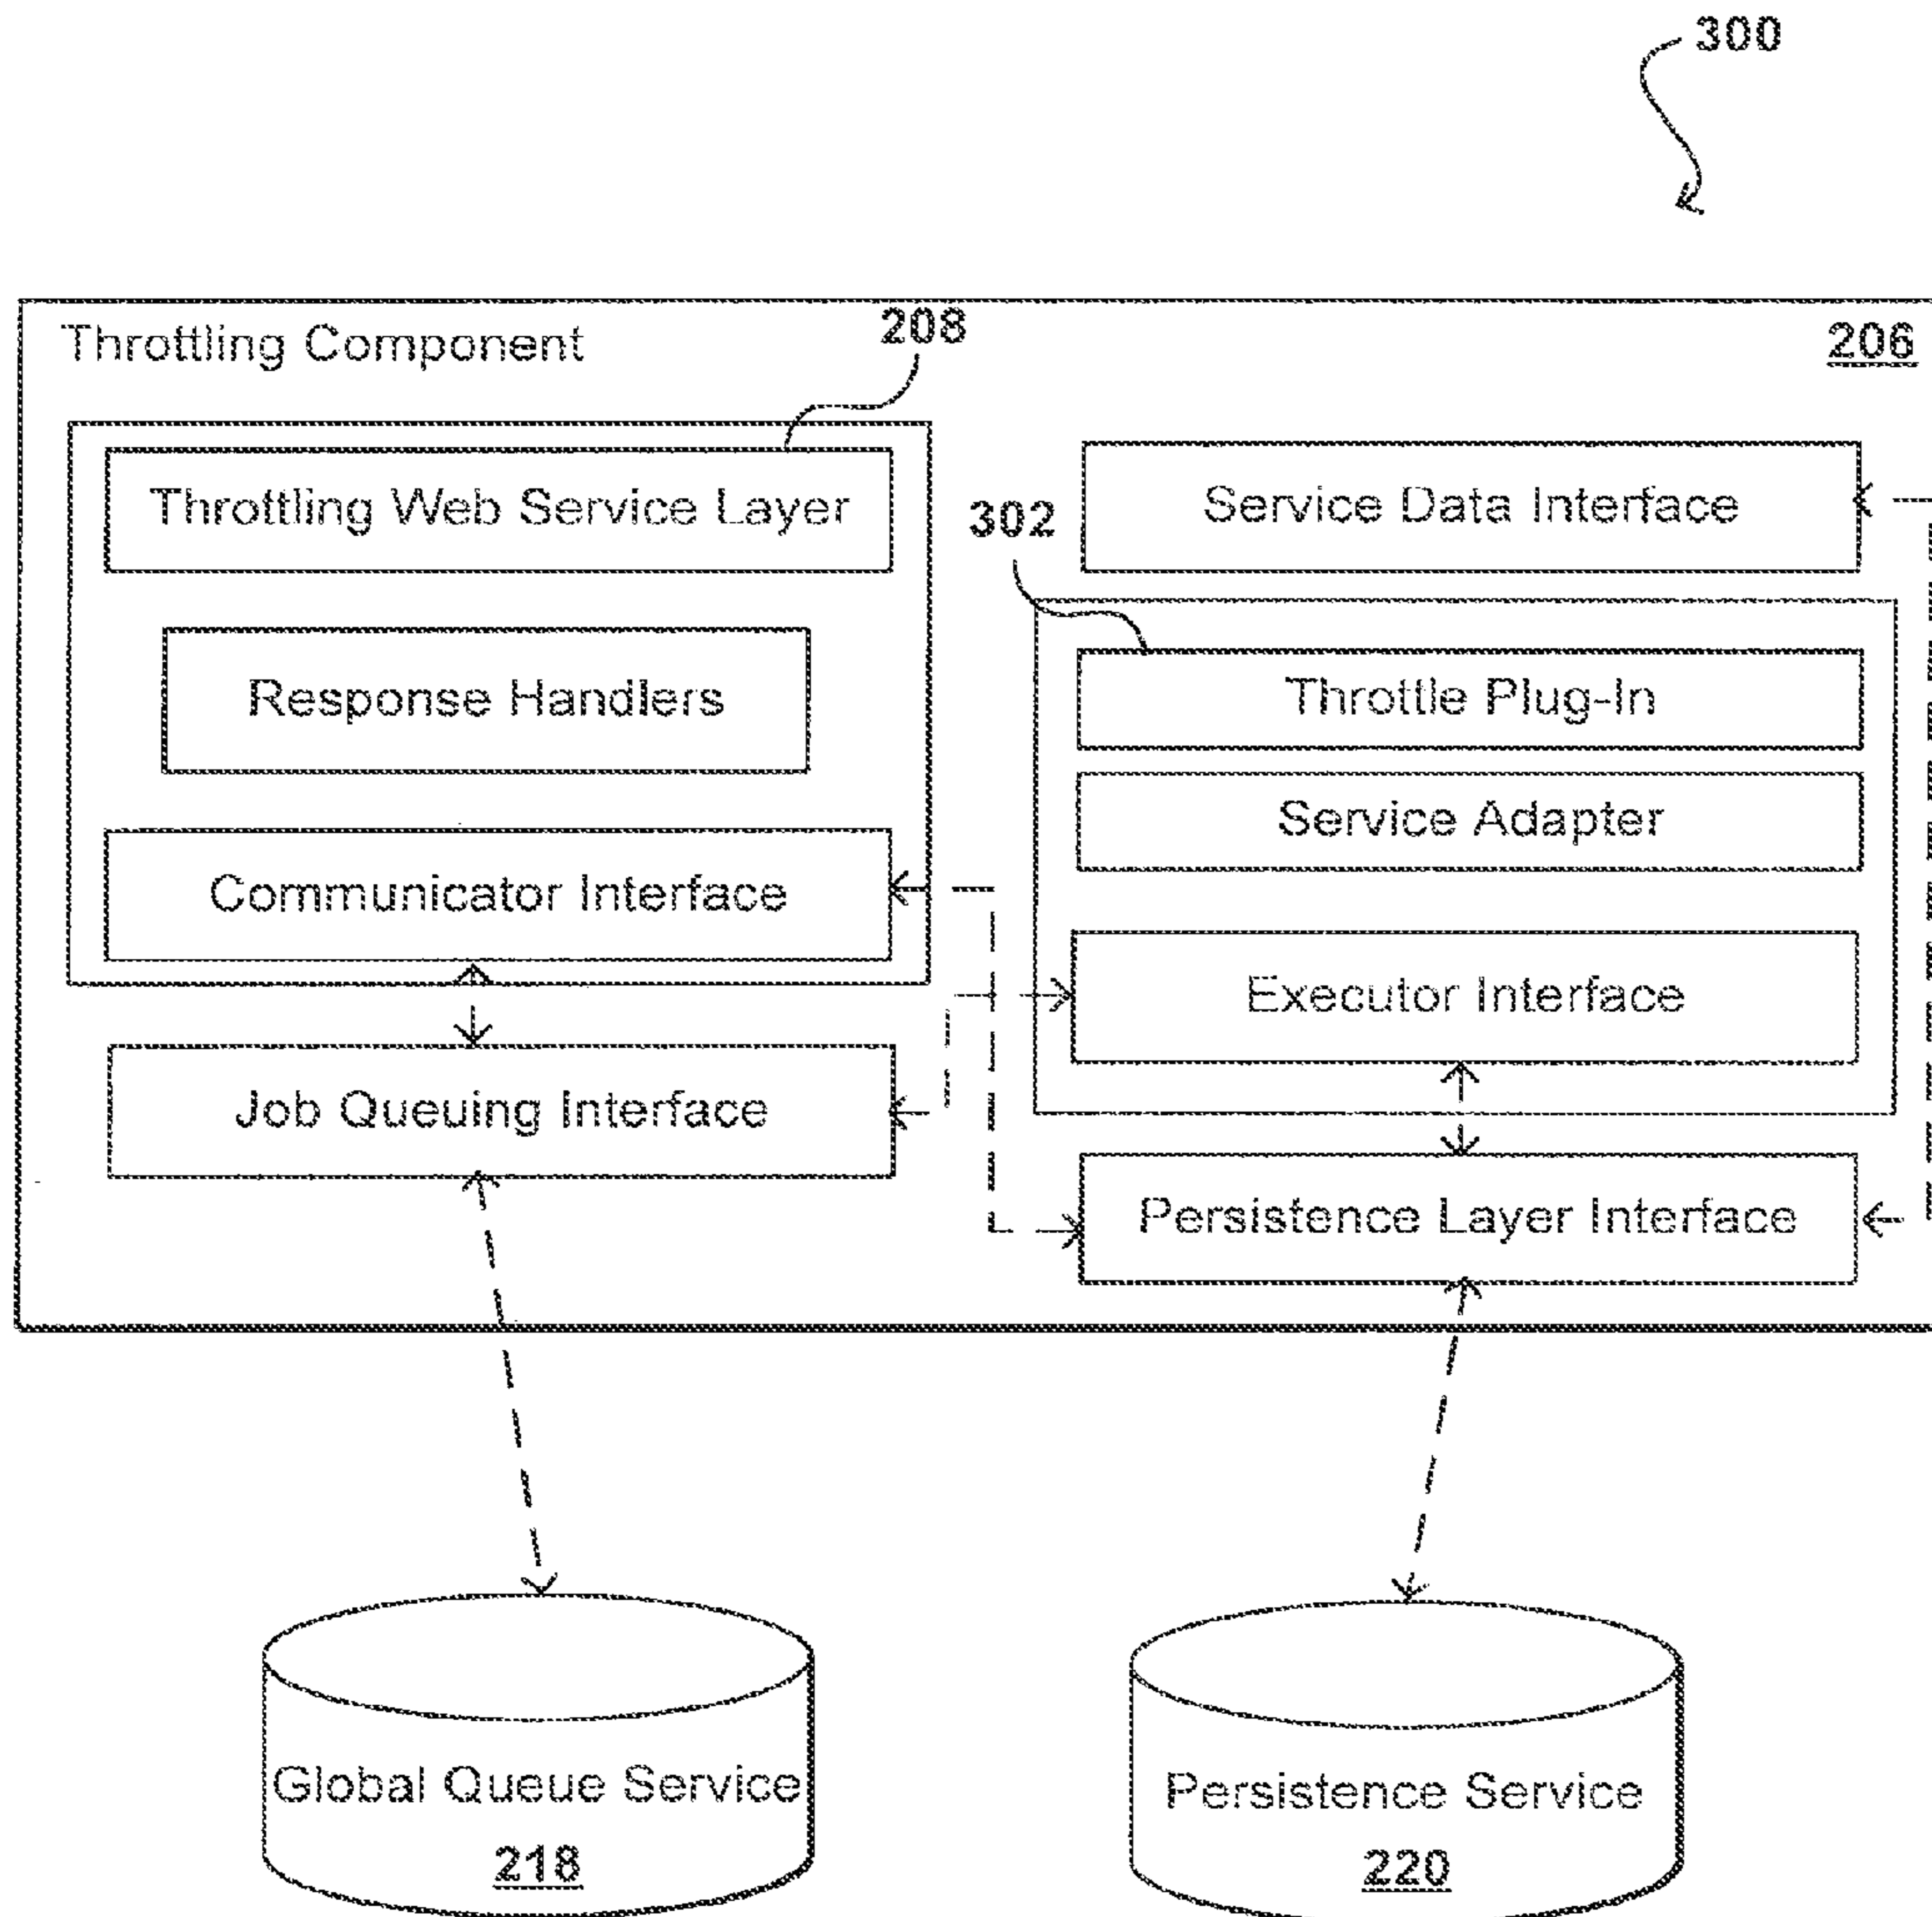 300
Throttling Component
208
206
Throttling Web Service Layer
302
Service Data Interface
Response Handlers
Throttle Plug-In
Service Adapter
Communicator Interface
Executor Interface
Job Queuing Interface
Persistence Layer Interface
Global Queue Service
218
Persistence Service
220